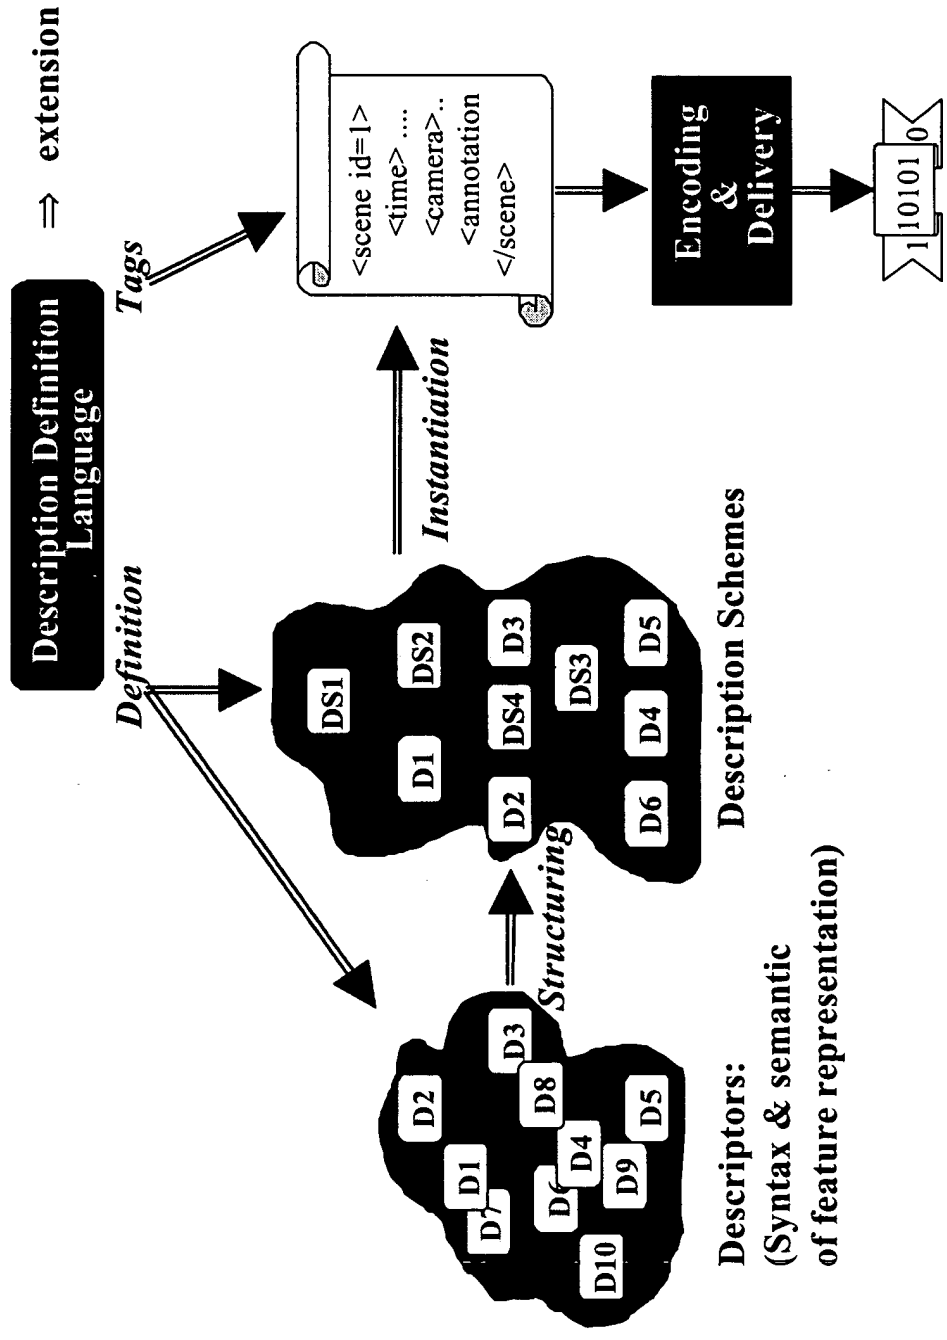 Description Definition
Language
⇒ extension
Definition
Tags
D1
D2
D3
D4
D5
D6
D7
D8
D9
D10
Structuring
Descriptors:
(Syntax & semantic
of feature representation)
DS1
D1
DS2
D2
DS4
D3
DS3
D6
D4
D5
Description Schemes
Instantiation
<scene id=1>
<time> ....
<camera>..
<annotation
</scene>
Encoding
&
Delivery
1 10101 0